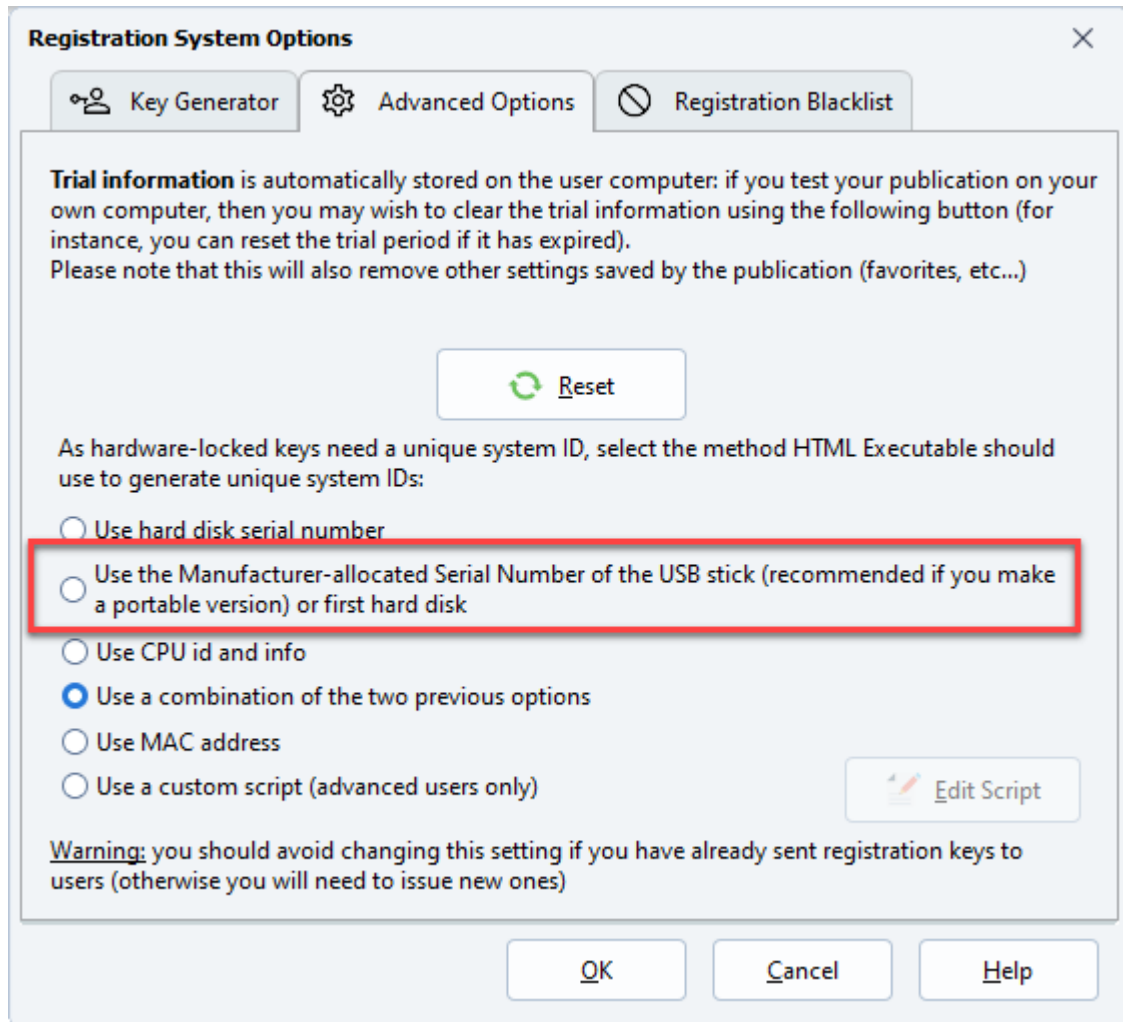 Registration System Options
Key Generator
Advanced Options
Registration Blacklist
Trial information is automatically stored on the user computer: if you test your publication on your
own computer, then you may wish to clear the trial information using the following button (for
instance, you can reset the trial period if it has expired).
Please note that this will also remove other settings saved by the publication (favorites, etc...)
Reset
As hardware-locked keys need a unique system ID, select the method HTML Executable should
use to generate unique system IDs:
Use hard disk serial number
Use the Manufacturer-allocated Serial Number of the USB stick (recommended if you make
a portable version) or first hard disk
Use CPU id and info
Use a combination of the two previous options
Use MAC address
Use a custom script (advanced users only)
Edit Script
Warning: you should avoid changing this setting if you have already sent registration keys to
users (otherwise you will need to issue new ones)
OK
Cancel
Help